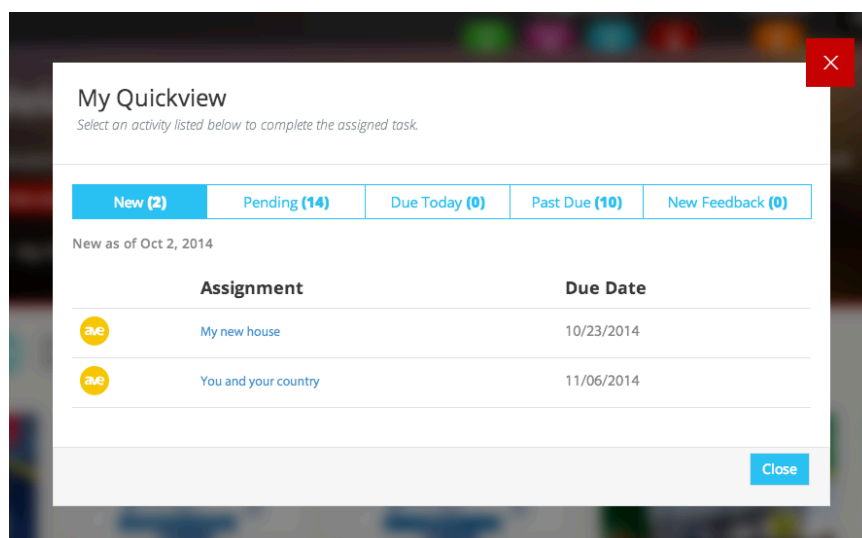 My Quickview
Select an activity listed below to complete the assigned task.
New (2) Pending (14) Due Today (0) Past Due (10) New Feedback (0)
New as of Oct 2, 2014
Assignment Due Date
ave My new house 10/23/2014
ave You and your country 11/06/2014
Close